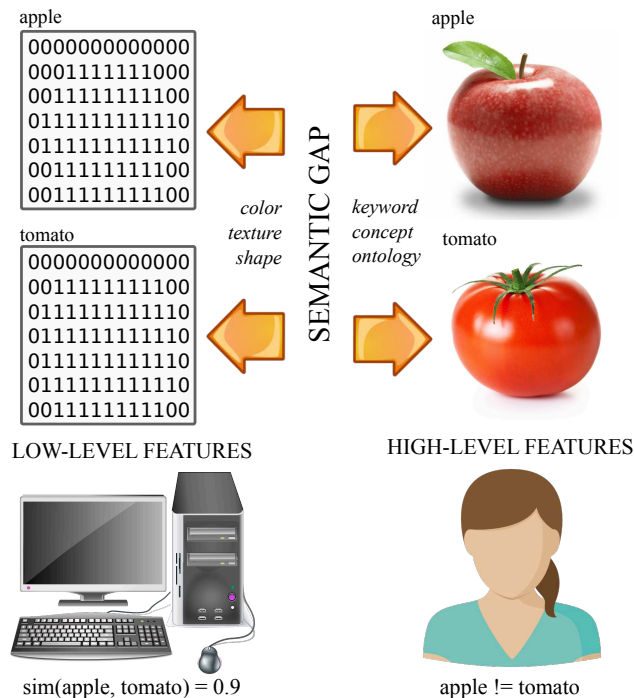 apple
0000000000000
0001111111000
0011111111100
0111111111110
0111111111110
0011111111100
0011111111100
apple
color
texture
shape
SEMANTIC GAP
keyword
concept
ontology
tomato
0000000000000
0011111111100
0111111111110
0111111111110
0111111111110
0111111111110
0011111111100
tomato
LOW-LEVEL FEATURES
HIGH-LEVEL FEATURES
sim(apple, tomato) = 0.9
apple != tomato